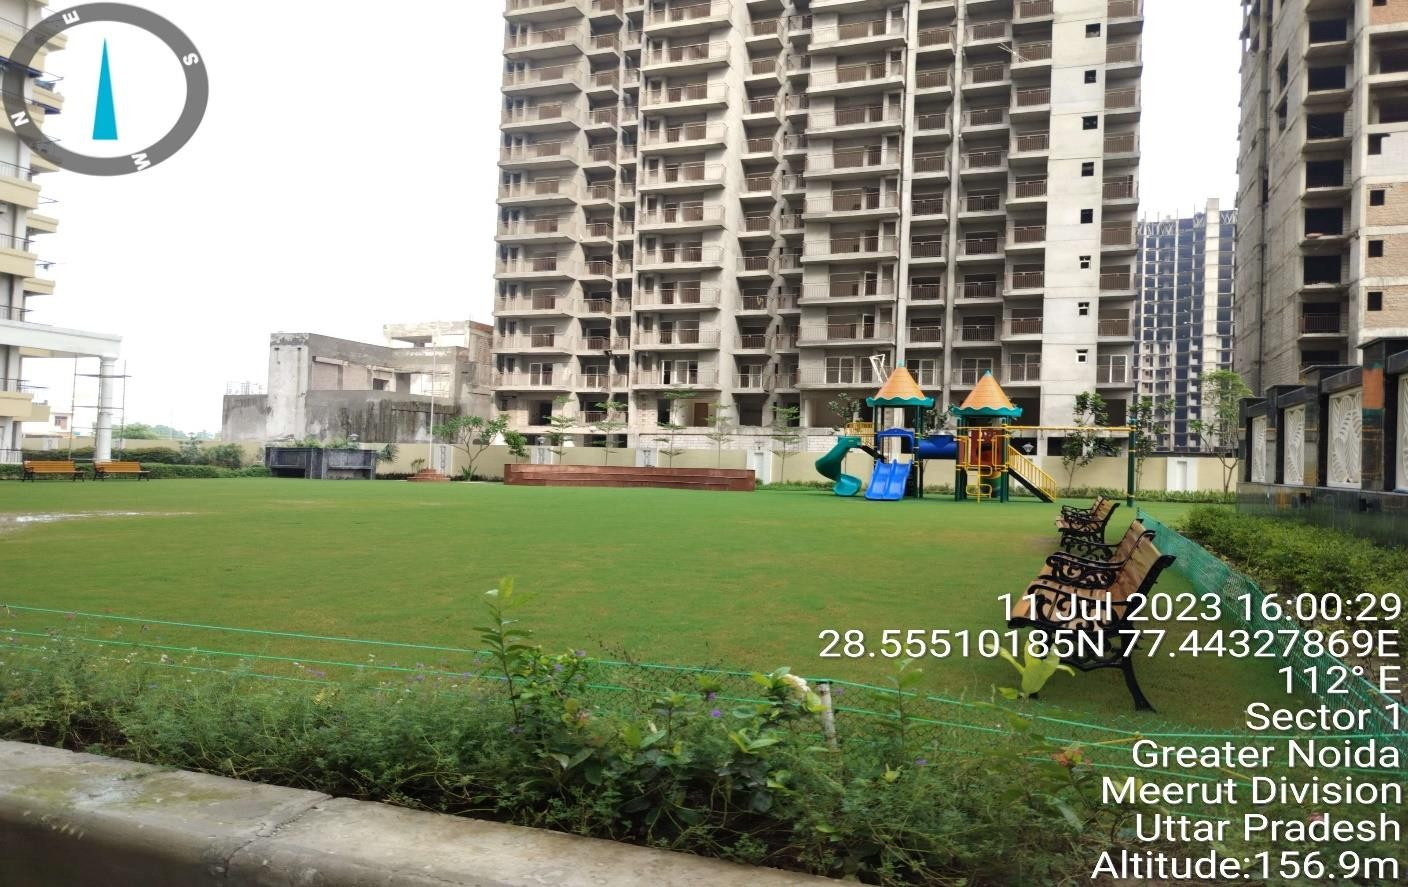 E
S
N
W
11 Jul 2023 16:00:29
28.55510185N 77.44327869E
112° E
Sector 1
Greater Noida
Meerut Division
Uttar Pradesh
Altitude:156.9m